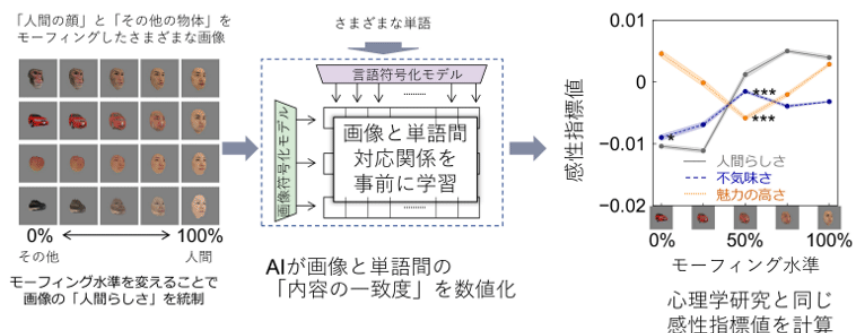 「人間の顔」と「その他の物体」を
モーフィングしたさまざまな画像
0%
100%
その他
人間
モーフィング水準を変えることで
画像の「人間らしさ」を統制
さまざまな単語
言語符号化モデル
画像符号化モデル
画像と単語間
対応関係を
事前に学習
AIが画像と単語間の
「内容の一致度」を数値化
感性指標値
0.01
0
−0.01
−0.02
***
***
*
人間らしさ
不気味さ
魅力の高さ
0%
50%
100%
モーフィング水準
心理学研究と同じ
感性指標値を計算